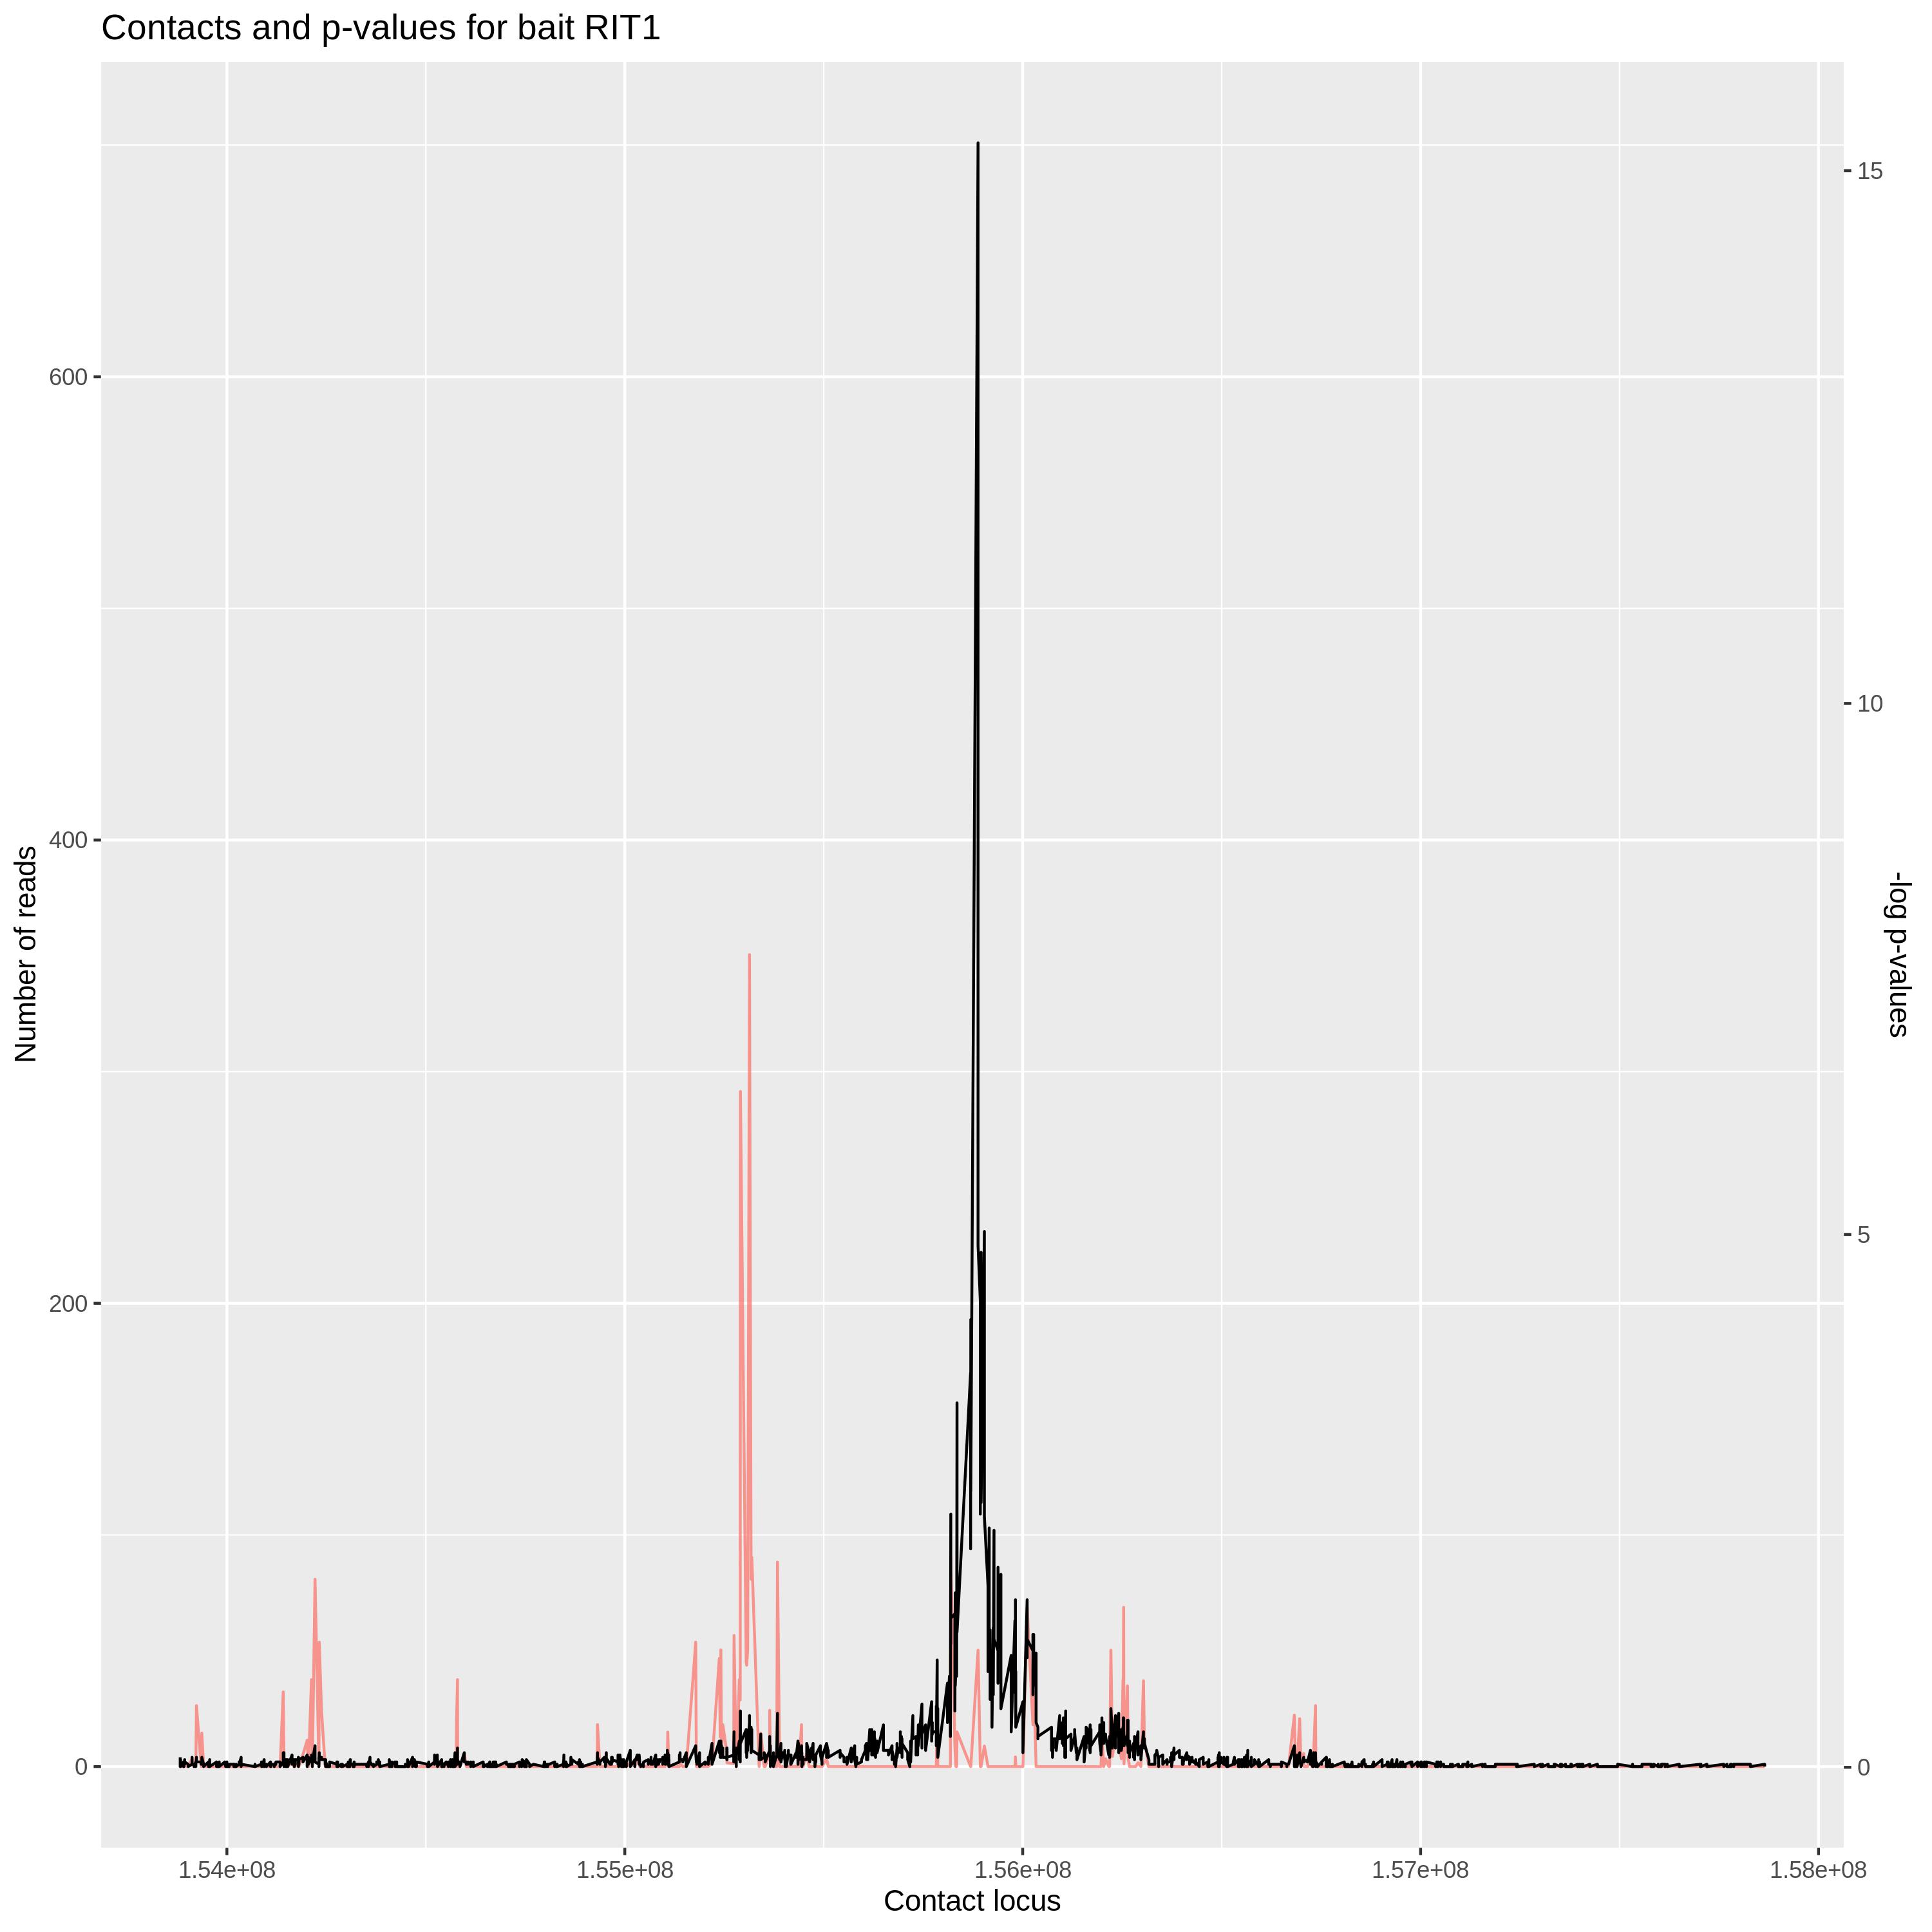 Contacts and p-values for bait RIT1
15
600
10
400
Number of reads
-log p-values
5
200
0
0
1.54e+08
1.55e+08
1.56e+08
1.57e+08
1.58e+08
Contact locus